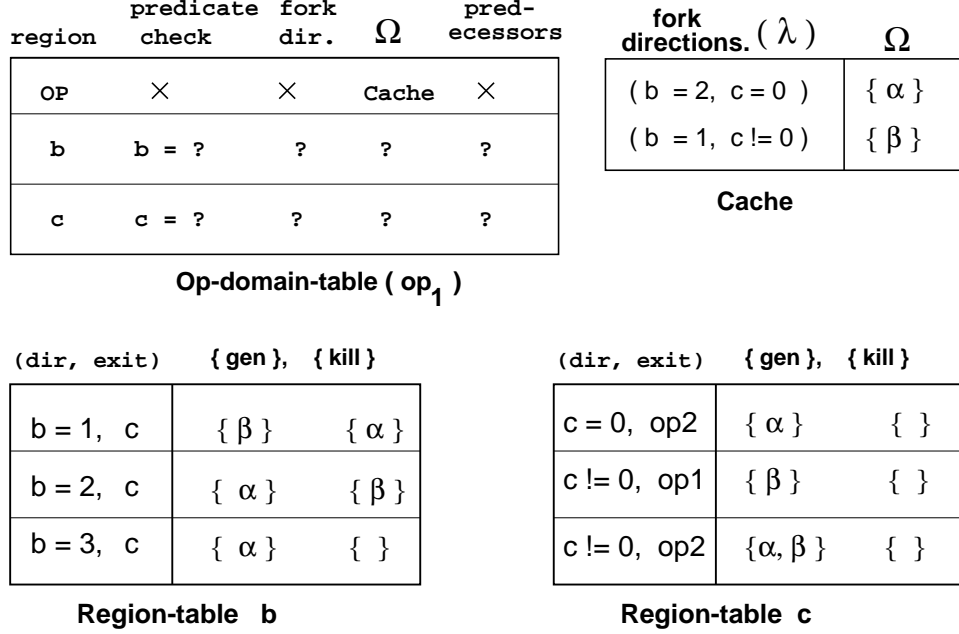 predicate fork pred-
region check dir. Ω ecessors
OP × × Cache ×
b b = ? ? ? ?
c c = ? ? ? ?
Op-domain-table ( op1 )
fork
directions. ( λ ) Ω
( b = 2, c = 0 ) { α }
( b = 1, c != 0 ) { β }
Cache
(dir, exit) { gen }, { kill }
b = 1, c { β } { α }
b = 2, c { α } { β }
b = 3, c { α } { }
Region-table b
(dir, exit) { gen }, { kill }
c = 0, op2 { α } { }
c != 0, op1 { β } { }
c != 0, op2 {α, β } { }
Region-table c